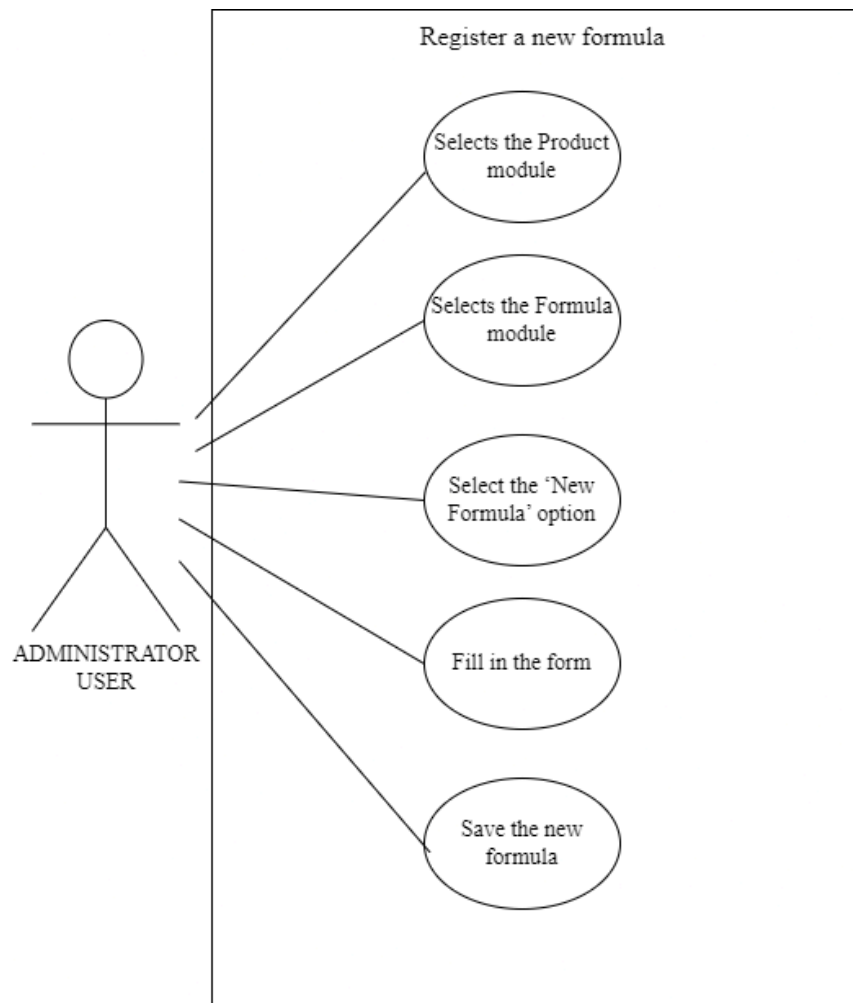 Register a new formula
Selects the Product
module
Selects the Formula
module
Select the ‘New
Formula’ option
Fill in the form
Save the new
formula
ADMINISTRATOR
USER